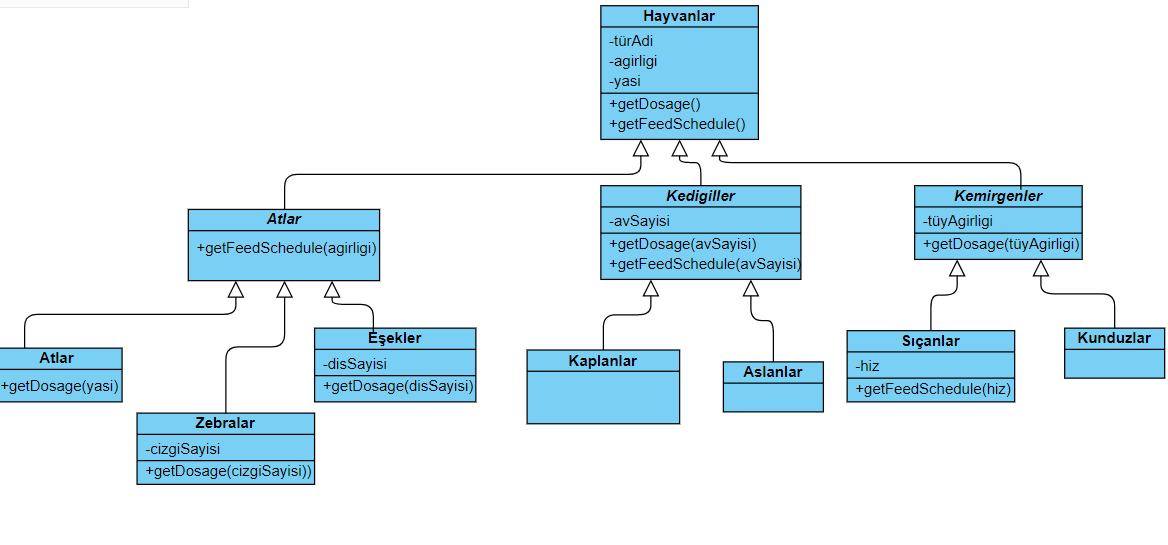 Hayvanlar
-türAdi
-agirligi
-yasi
+getDosage()
+getFeedSchedule()
Atlar
+getFeedSchedule(agirligi)
Kedigiller
-avSayisi
+getDosage(avSayisi)
+getFeedSchedule(avSayisi)
Kemirgenler
-tüyAgirligi
+getDosage(tüyAgirligi)
Atlar
+getDosage(yasi)
Zebralar
-cizgiSayisi
+getDosage(cizgiSayisi))
Eşekler
-disSayisi
+getDosage(disSayisi)
Kaplanlar
Aslanlar
Sıçanlar
-hiz
+getFeedSchedule(hiz)
Kunduzlar